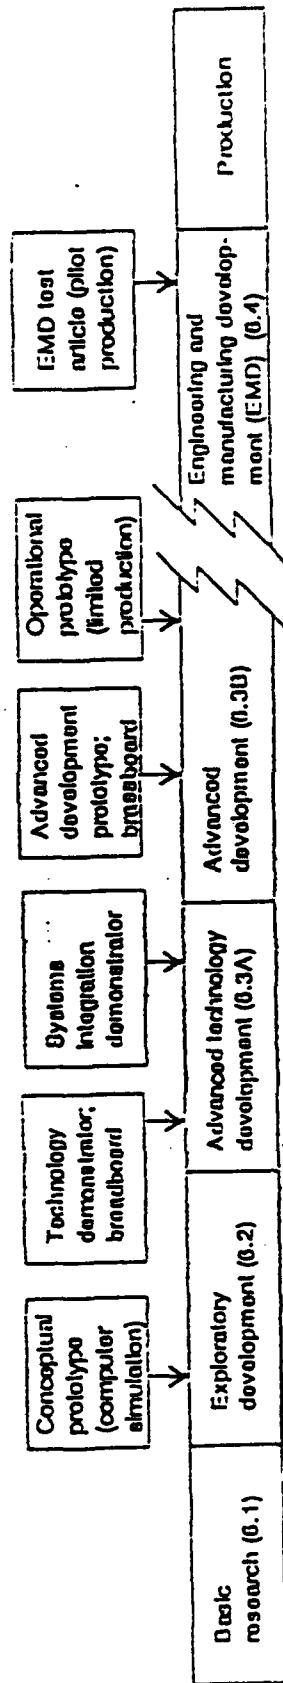 Conceptual
prototype
(computer
simulation)
Technology
demonstrator;
breadboard
Systems
integration
demonstrator
Advanced
development
prototype;
brassboard
Operational
prototype
(limited
production)
EMD test
article (pilot
production)
Basic
research (6.1)
Exploratory
development (6.2)
Advanced technology
development (6.3A)
Advanced
development (6.3B)
Engineering and
manufacturing develop-
ment (EMD) (6.4)
Production